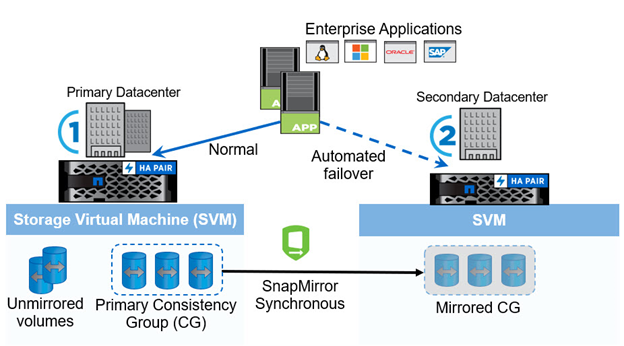 Enterprise Applications
ORACLE
SAP
Primary Datacenter
Secondary Datacenter
1
2
A
APP
Normal
Automated
failover
HA PAIR
HA PAIR
Storage Virtual Machine (SVM)
SVM
Unmirrored
volumes
Primary Consistency
Group (CG)
SnapMirror
Synchronous
Mirrored CG